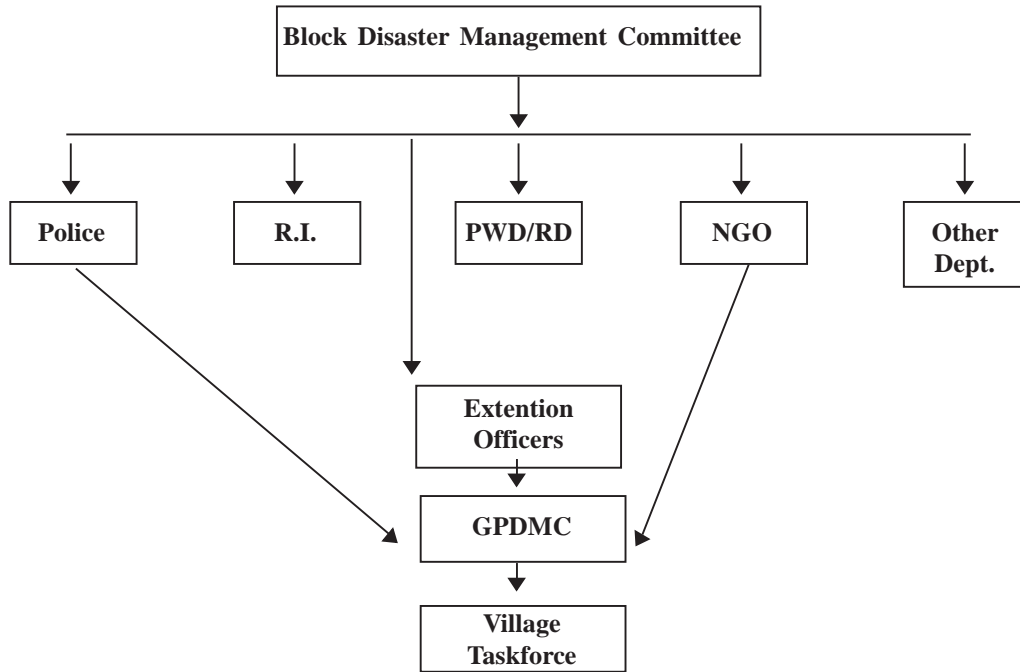 Block Disaster Management Committee
Police
R.I.
PWD/RD
NGO
Other
Dept.
Extention
Officers
GPDMC
Village
Taskforce